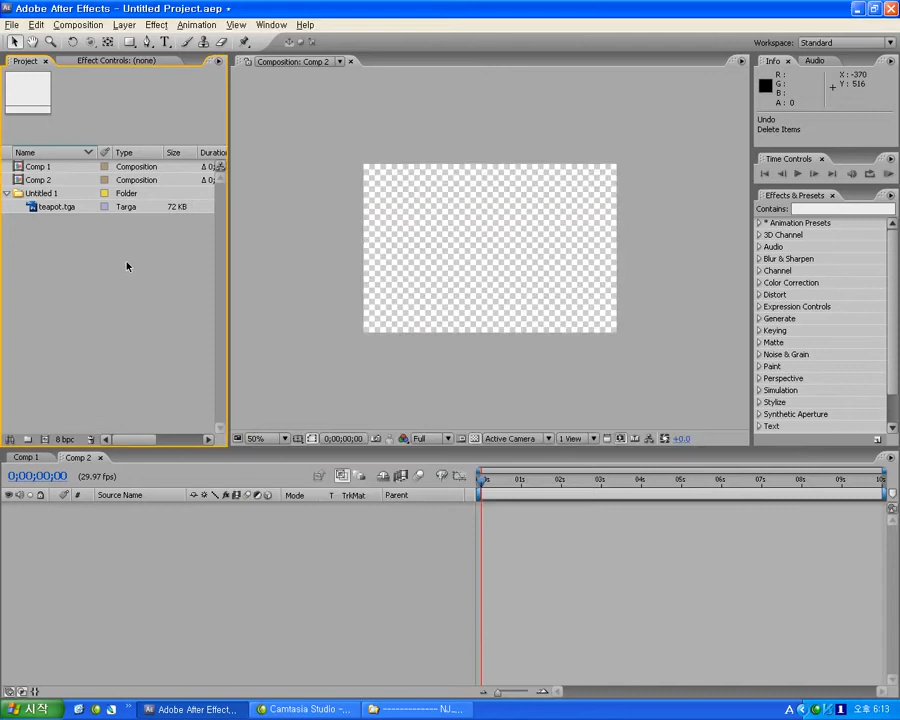 Adobe After Effects - Untitled Project.aep
File Edit Composition Layer Effect Animation View Window Help
Workspace: Standard
Project Effect Controls: (none)
Composition: Comp 2
Info Audio
R :
G :
B :
A : 0
X : -370
Y : 516
Undo
Delete Items
Time Controls
Effects & Presets
Contains:
* Animation Presets
3D Channel
Audio
Blur & Sharpen
Channel
Color Correction
Distort
Expression Controls
Generate
Keying
Matte
Noise & Grain
Paint
Perspective
Simulation
Stylize
Synthetic Aperture
Text
Name Type Size Duratio
Comp 1 Composition Δ 0;
Comp 2 Composition Δ 0;
Untitled 1 Folder
teapot.tga Targa 72 KB
8 bpc
50% 0;00;00;00 Full Active Camera 1 View +0.0
Comp 1 Comp 2
0;00;00;00 (29.97 fps)
# Source Name Mode T TrkMat Parent
01s 02s 03s 04s 05s 06s 07s 08s 09s 10s
시작 Adobe After Effect... Camtasia Studio - ... ------------- NJ_... A 오후 6:13